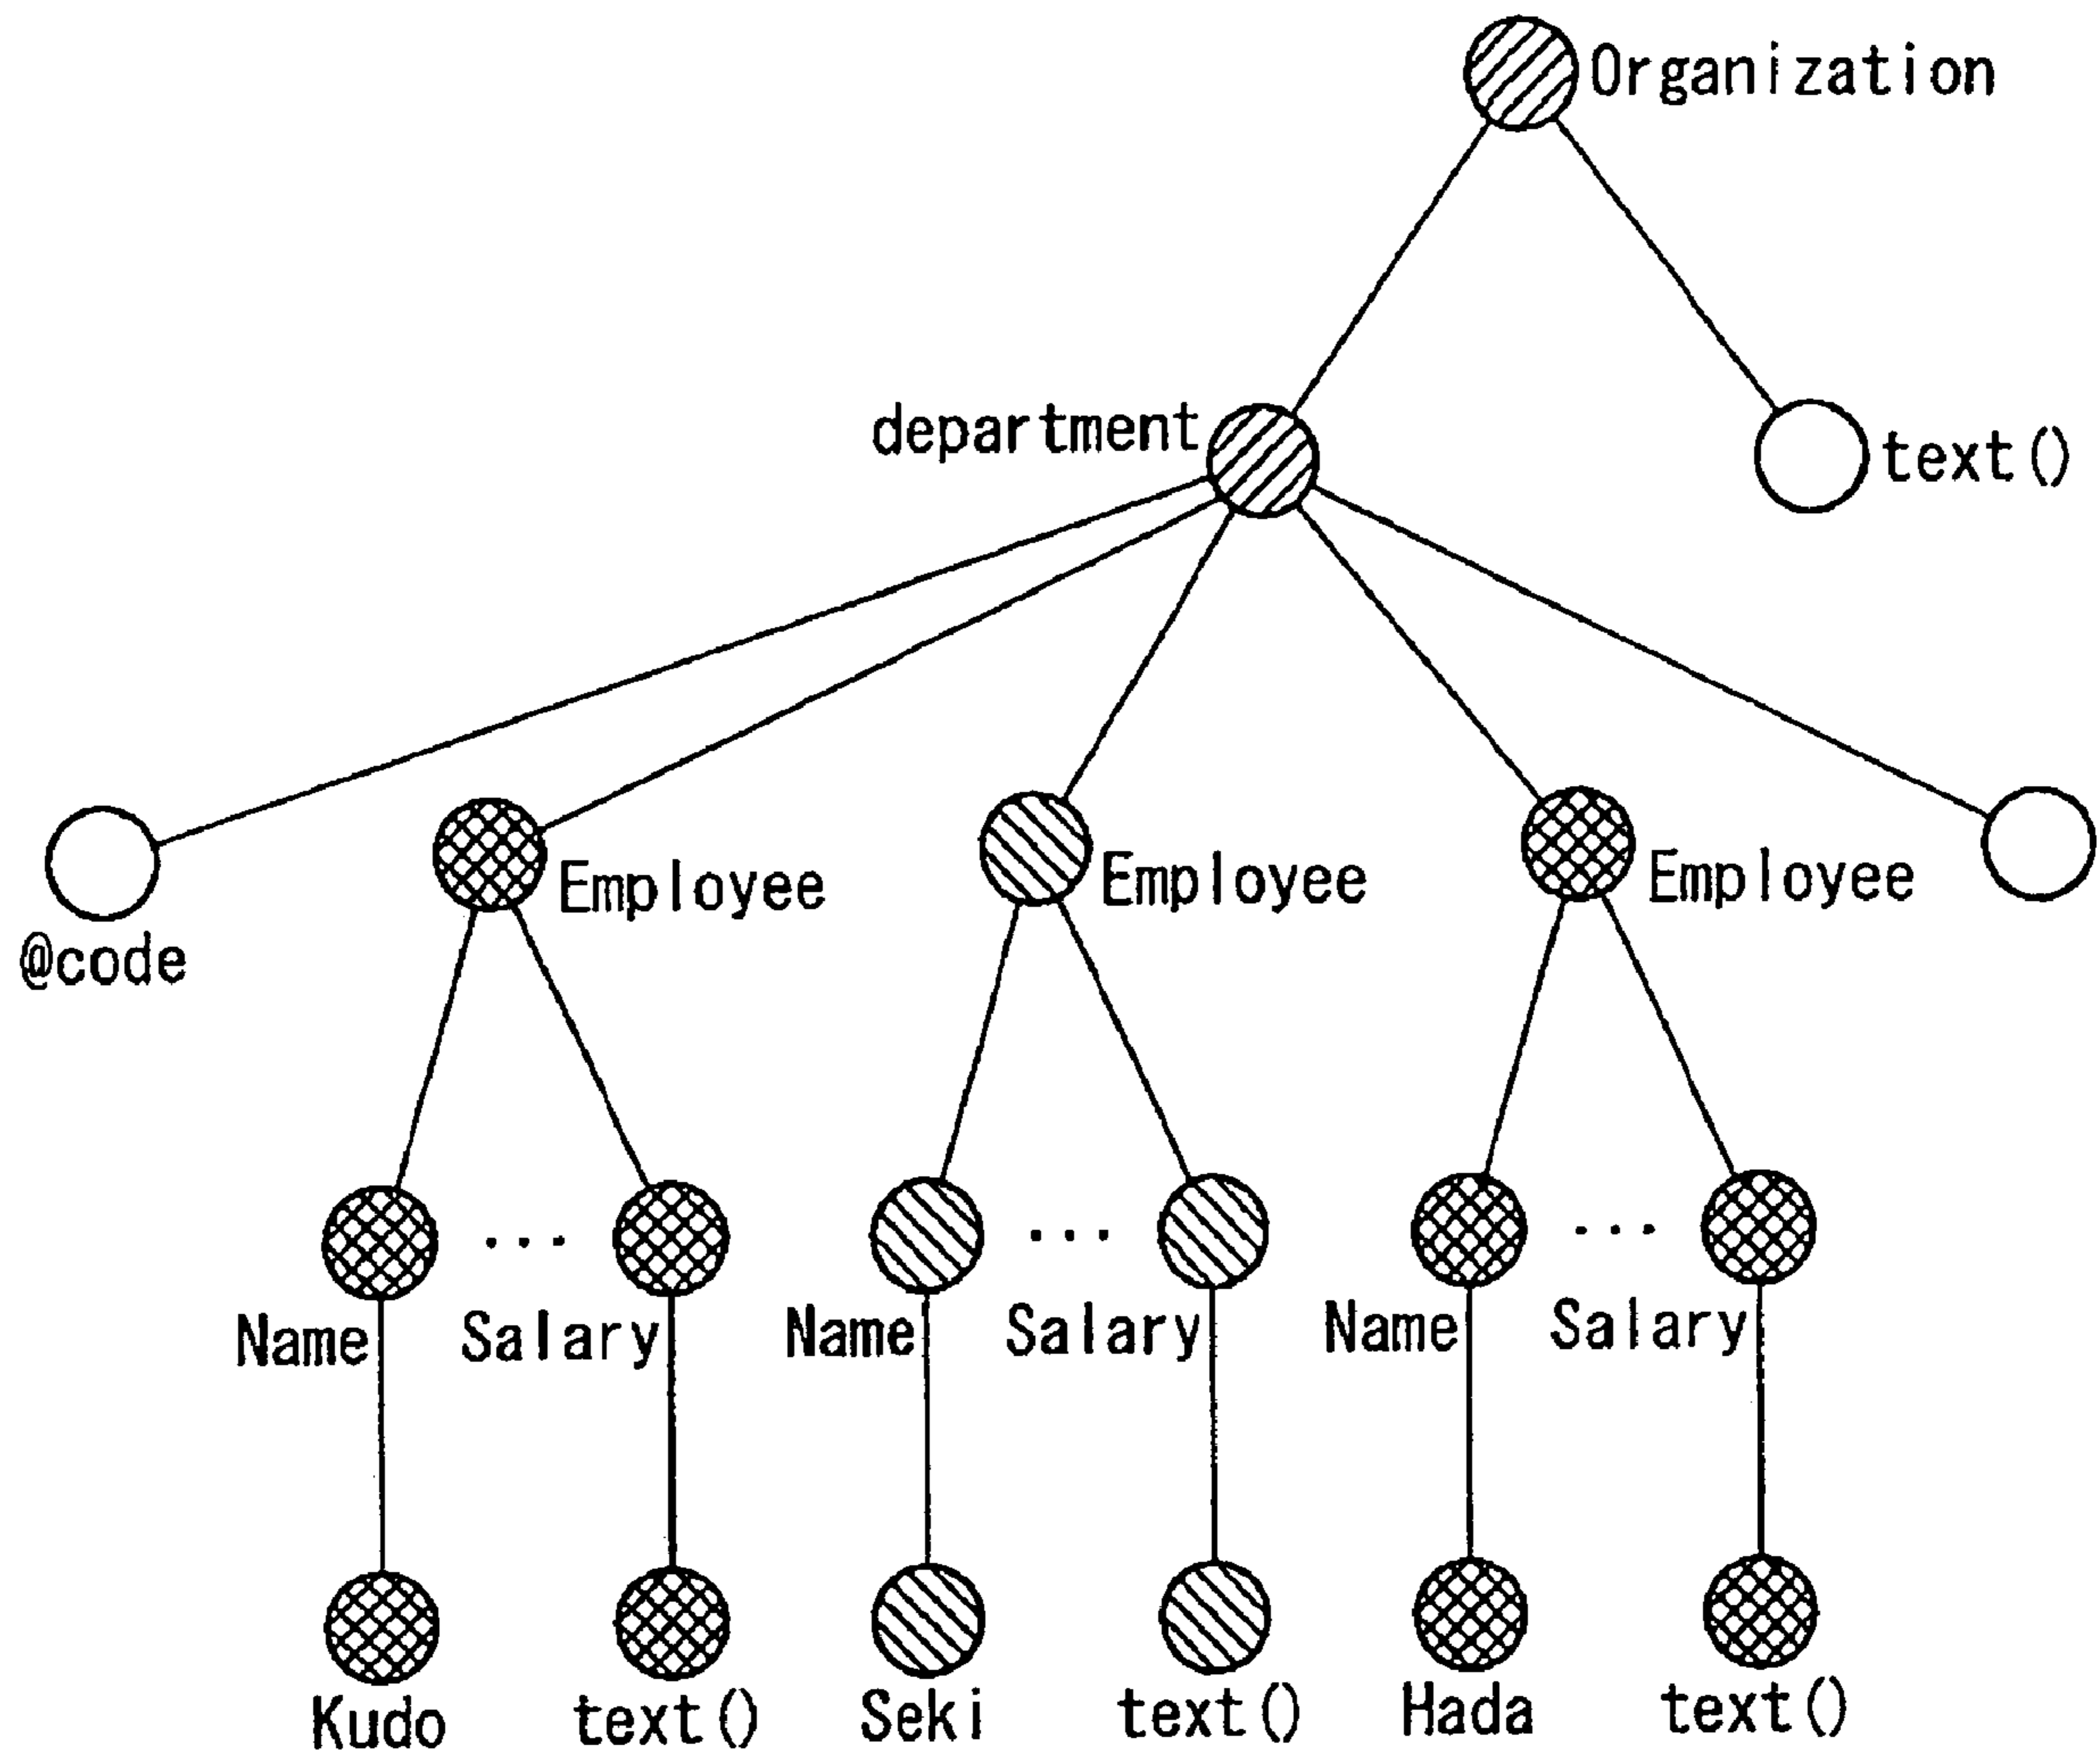 Organization
department
text()
Employee
Employee
Employee
@code
Name
Salary
Name
Salary
Name
Salary
...
...
...
Kudo
text()
Seki
text()
Hada
text()